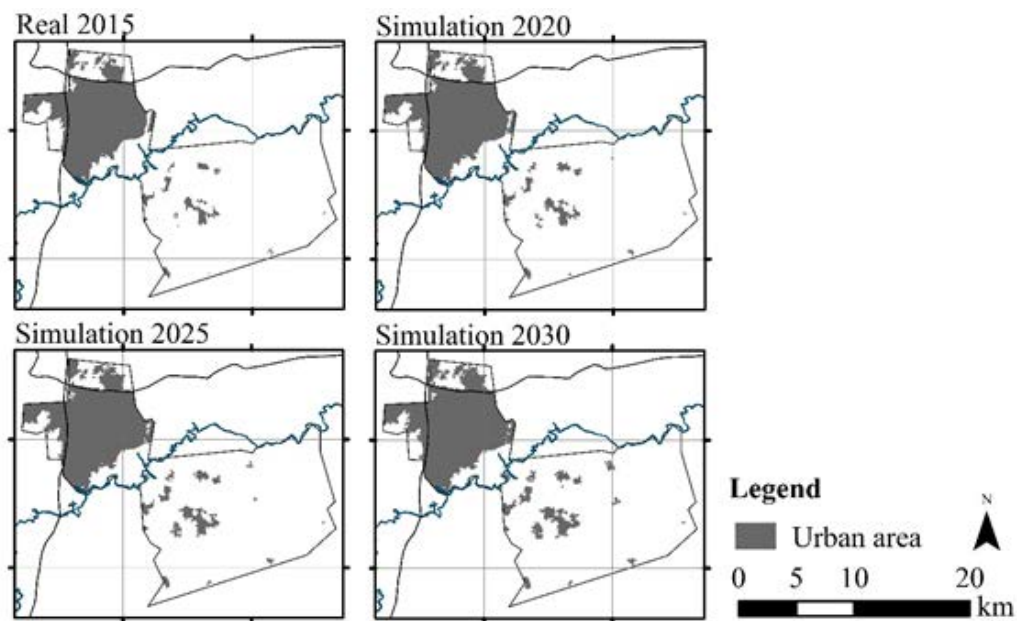 Real 2015
Simulation 2020
Simulation 2025
Simulation 2030
Legend
N
Urban area
0 5 10 20
km